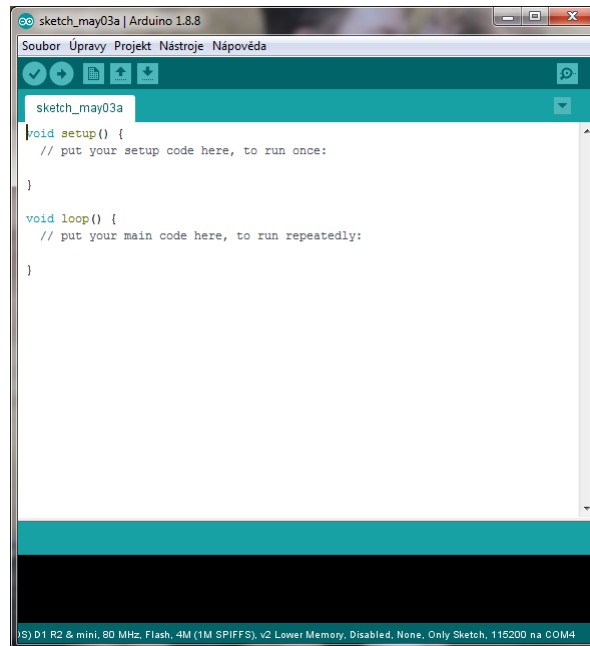 sketch_may03a | Arduino 1.8.8
Soubor Úpravy Projekt Nástroje Nápověda
sketch_may03a
void setup() {
  // put your setup code here, to run once:
}
void loop() {
  // put your main code here, to run repeatedly:
}
S) D1 R2 & mini, 80 MHz, Flash, 4M (1M SPIFFS), v2 Lower Memory, Disabled, None, Only Sketch, 115200 na COM4